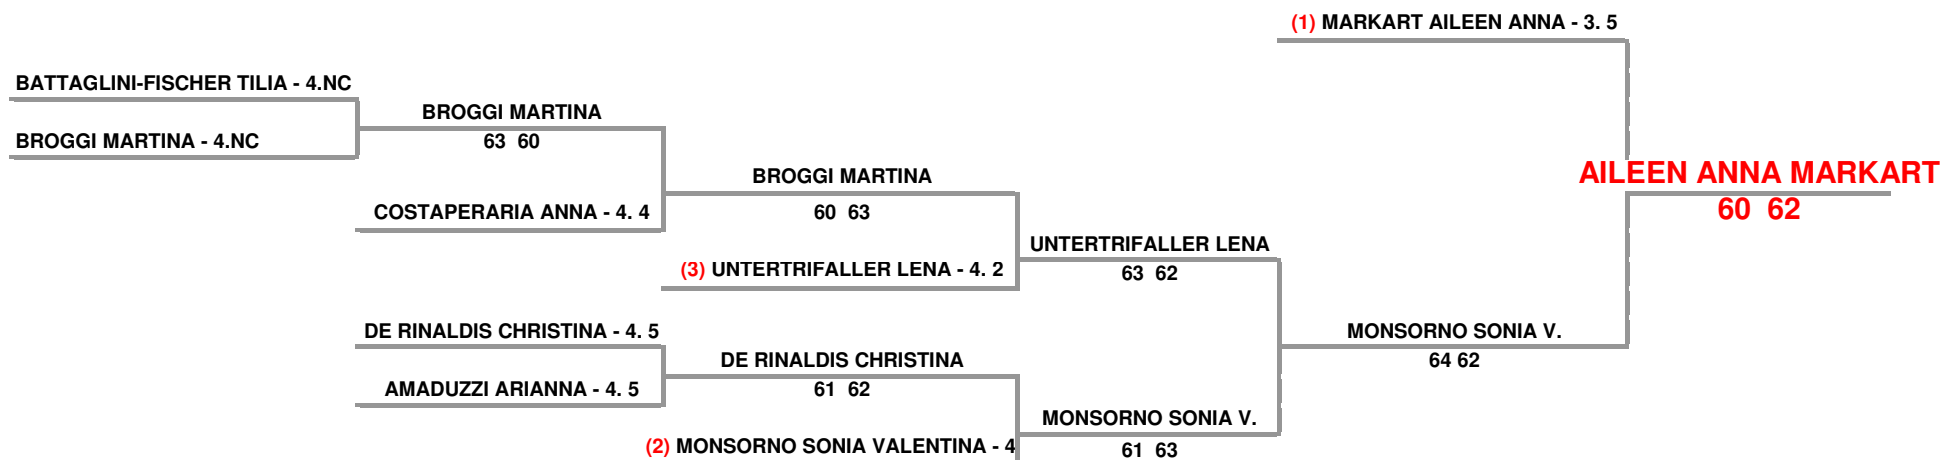 (1) MARKART AILEEN ANNA - 3. 5
BATTAGLINI-FISCHER TILIA - 4.NC
BROGGI MARTINA
BROGGI MARTINA - 4.NC
63 60
AILEEN ANNA MARKART
BROGGI MARTINA
COSTAPERARIA ANNA - 4. 4
60 63
60 62
UNTERTRIFALLER LENA
(3) UNTERTRIFALLER LENA - 4. 2
63 62
DE RINALDIS CHRISTINA - 4. 5
MONSORNO SONIA V.
DE RINALDIS CHRISTINA
64 62
AMADUZZI ARIANNA - 4. 5
61 62
MONSORNO SONIA V.
(2) MONSORNO SONIA VALENTINA - 4
61 63